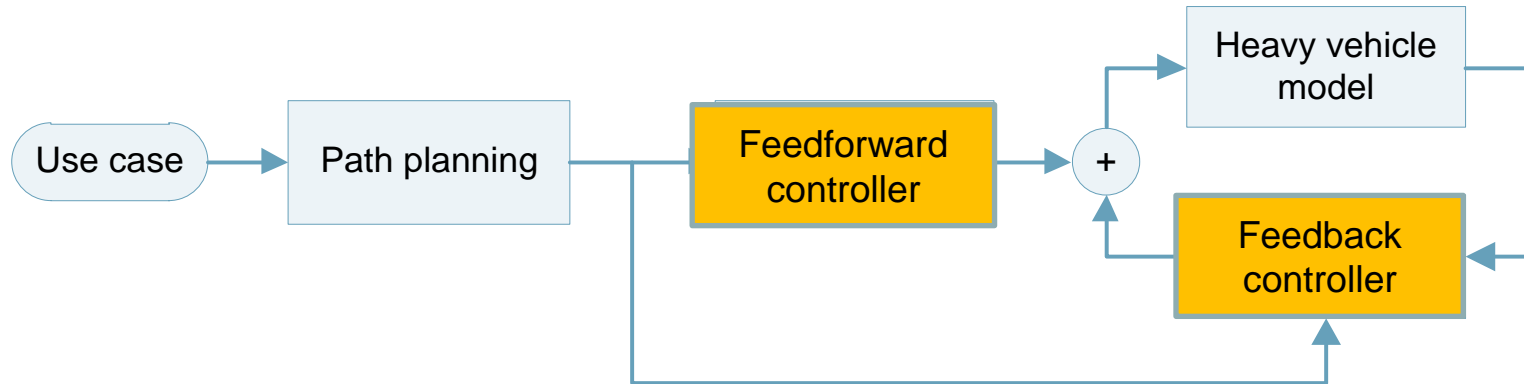 Use case
Path planning
Feedforward
controller
+
Heavy vehicle
model
Feedback
controller